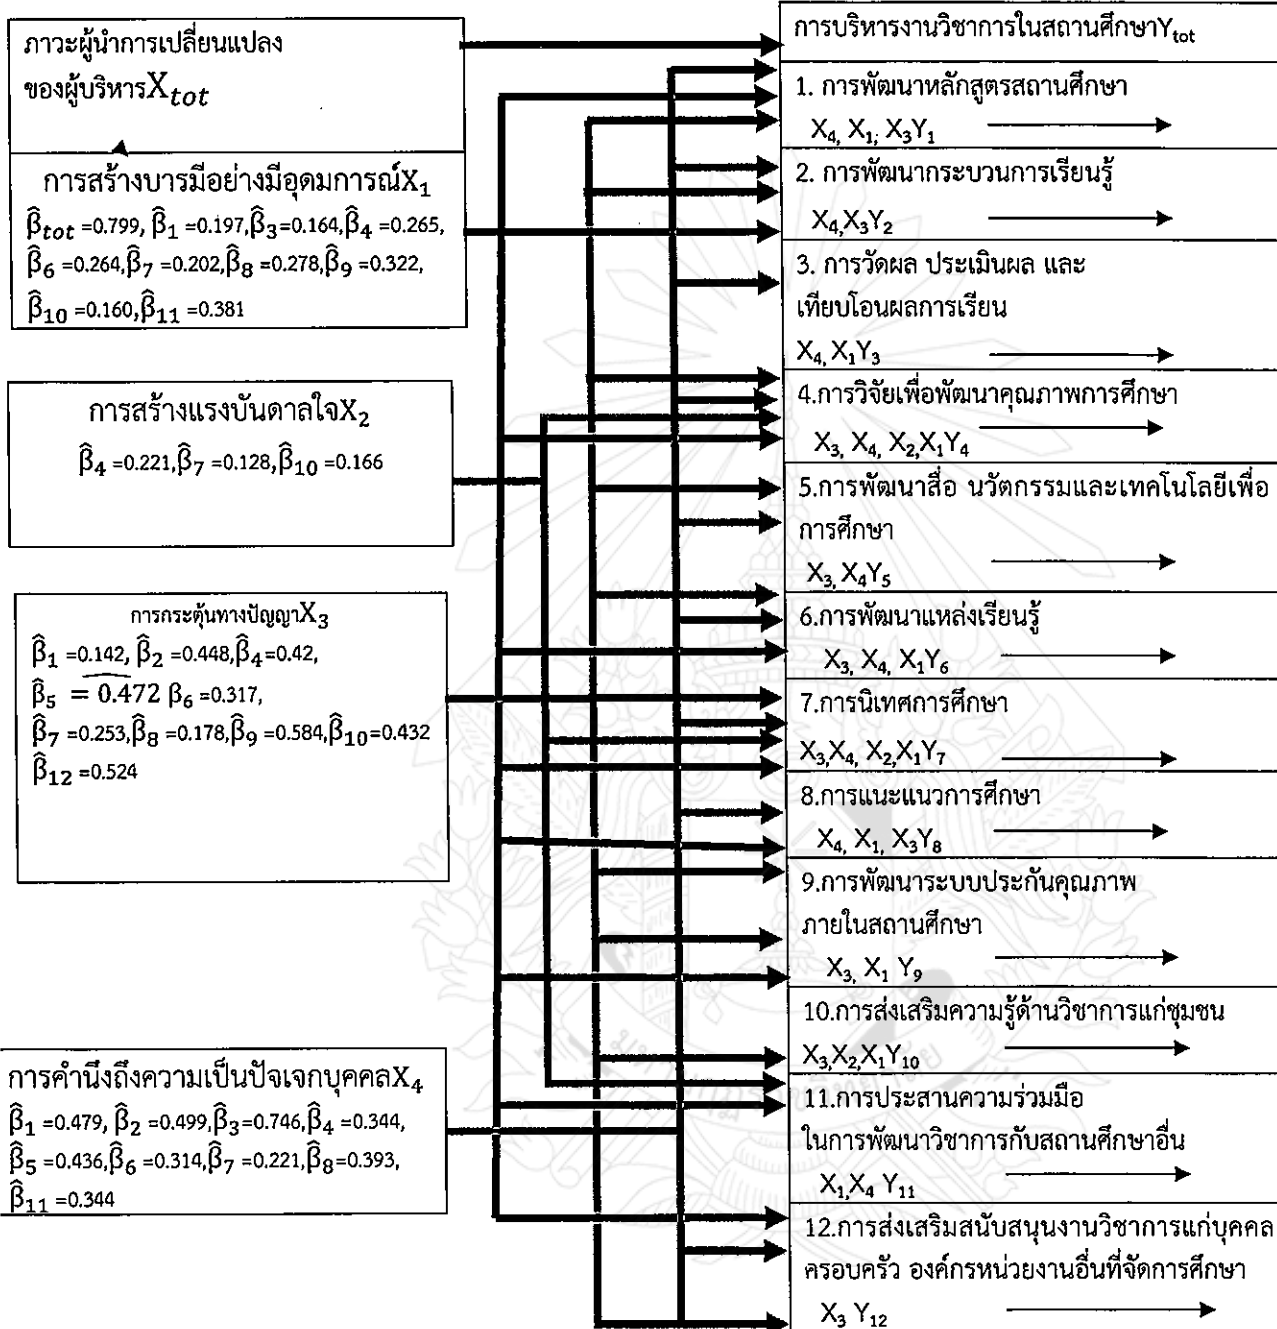 ภาวะผู้นำการเปลี่ยนแปลง
ของผู้บริหารX_tot
การสร้างบารมีอย่างมีอุดมการณ์X₁
β̂_tot =0.799, β̂₁ =0.197,β̂₃=0.164,β̂₄ =0.265,
β̂₆ =0.264,β̂₇ =0.202,β̂₈ =0.278,β̂₉ =0.322,
β̂₁₀ =0.160,β̂₁₁ =0.381
การสร้างแรงบันดาลใจX₂
β̂₄ =0.221,β̂₇ =0.128,β̂₁₀ =0.166
การกระตุ้นทางปัญญาX₃
β̂₁ =0.142, β̂₂ =0.448,β̂₄=0.42,
β̂₅ = 0.472 β₆ =0.317,
β̂₇ =0.253,β̂₈ =0.178,β̂₉ =0.584,β̂₁₀=0.432
β̂₁₂ =0.524
การคำนึงถึงความเป็นปัจเจกบุคคลX₄
β̂₁ =0.479, β̂₂ =0.499,β̂₃=0.746,β̂₄ =0.344,
β̂₅ =0.436,β̂₆ =0.314,β̂₇ =0.221,β̂₈=0.393,
β̂₁₁ =0.344
การบริหารงานวิชาการในสถานศึกษาY_tot
1. การพัฒนาหลักสูตรสถานศึกษา
X₄, X₁, X₃Y₁
2. การพัฒนากระบวนการเรียนรู้
X₄,X₃Y₂
3. การวัดผล ประเมินผล และ
เทียบโอนผลการเรียน
X₄, X₁Y₃
4.การวิจัยเพื่อพัฒนาคุณภาพการศึกษา
X₃, X₄, X₂,X₁Y₄
5.การพัฒนาสื่อ นวัตกรรมและเทคโนโลยีเพื่อ
การศึกษา
X₃, X₄Y₅
6.การพัฒนาแหล่งเรียนรู้
X₃, X₄, X₁Y₆
7.การนิเทศการศึกษา
X₃,X₄, X₂,X₁Y₇
8.การแนะแนวการศึกษา
X₄, X₁, X₃Y₈
9.การพัฒนาระบบประกันคุณภาพ
ภายในสถานศึกษา
X₃, X₁ Y₉
10.การส่งเสริมความรู้ด้านวิชาการแก่ชุมชน
X₃,X₂,X₁Y₁₀
11.การประสานความร่วมมือ
ในการพัฒนาวิชาการกับสถานศึกษาอื่น
X₁,X₄ Y₁₁
12.การส่งเสริมสนับสนุนงานวิชาการแก่บุคคล
ครอบครัว องค์กรหน่วยงานอื่นที่จัดการศึกษา
X₃ Y₁₂